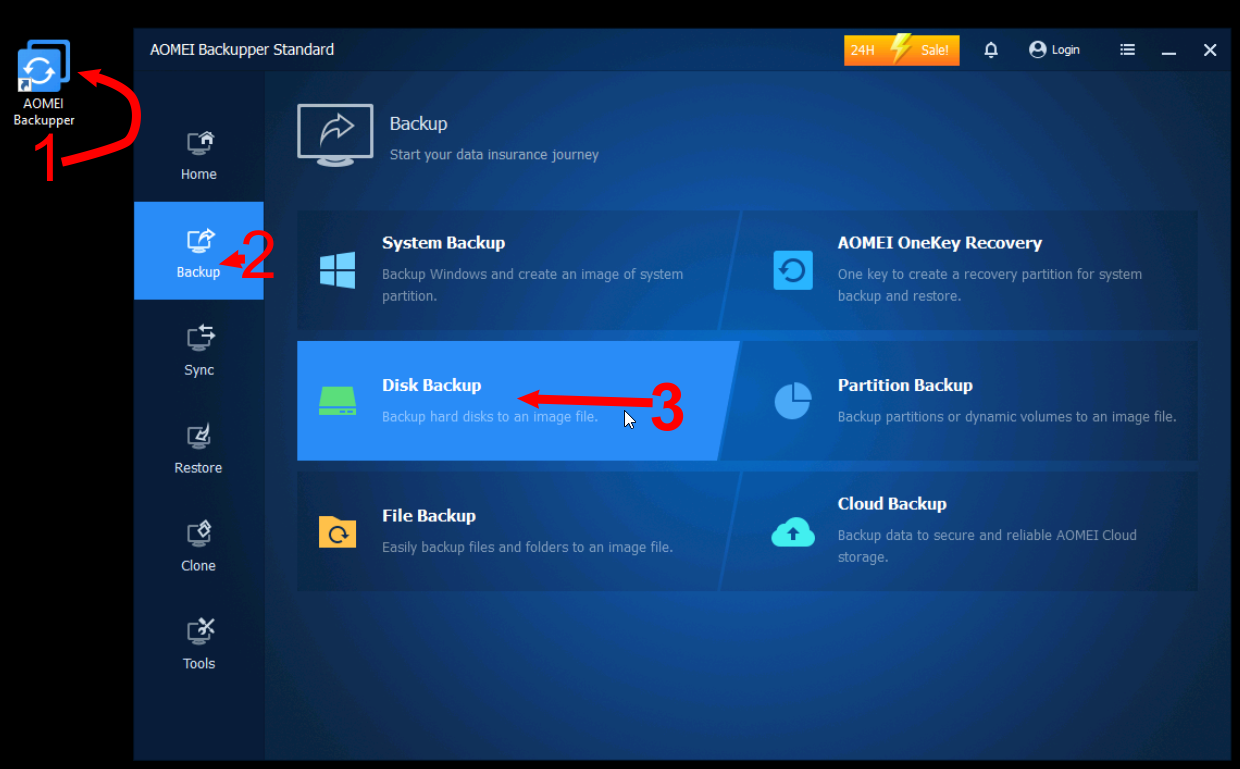 AOMEI
Backupper
1
AOMEI Backupper Standard
24H Sale!
Login
Home
Backup
2
Sync
Restore
Clone
Tools
Backup
Start your data insurance journey
System Backup
Backup Windows and create an image of system
partition.
AOMEI OneKey Recovery
One key to create a recovery partition for system
backup and restore.
Disk Backup
Backup hard disks to an image file.
3
Partition Backup
Backup partitions or dynamic volumes to an image file.
File Backup
Easily backup files and folders to an image file.
Cloud Backup
Backup data to secure and reliable AOMEI Cloud
storage.